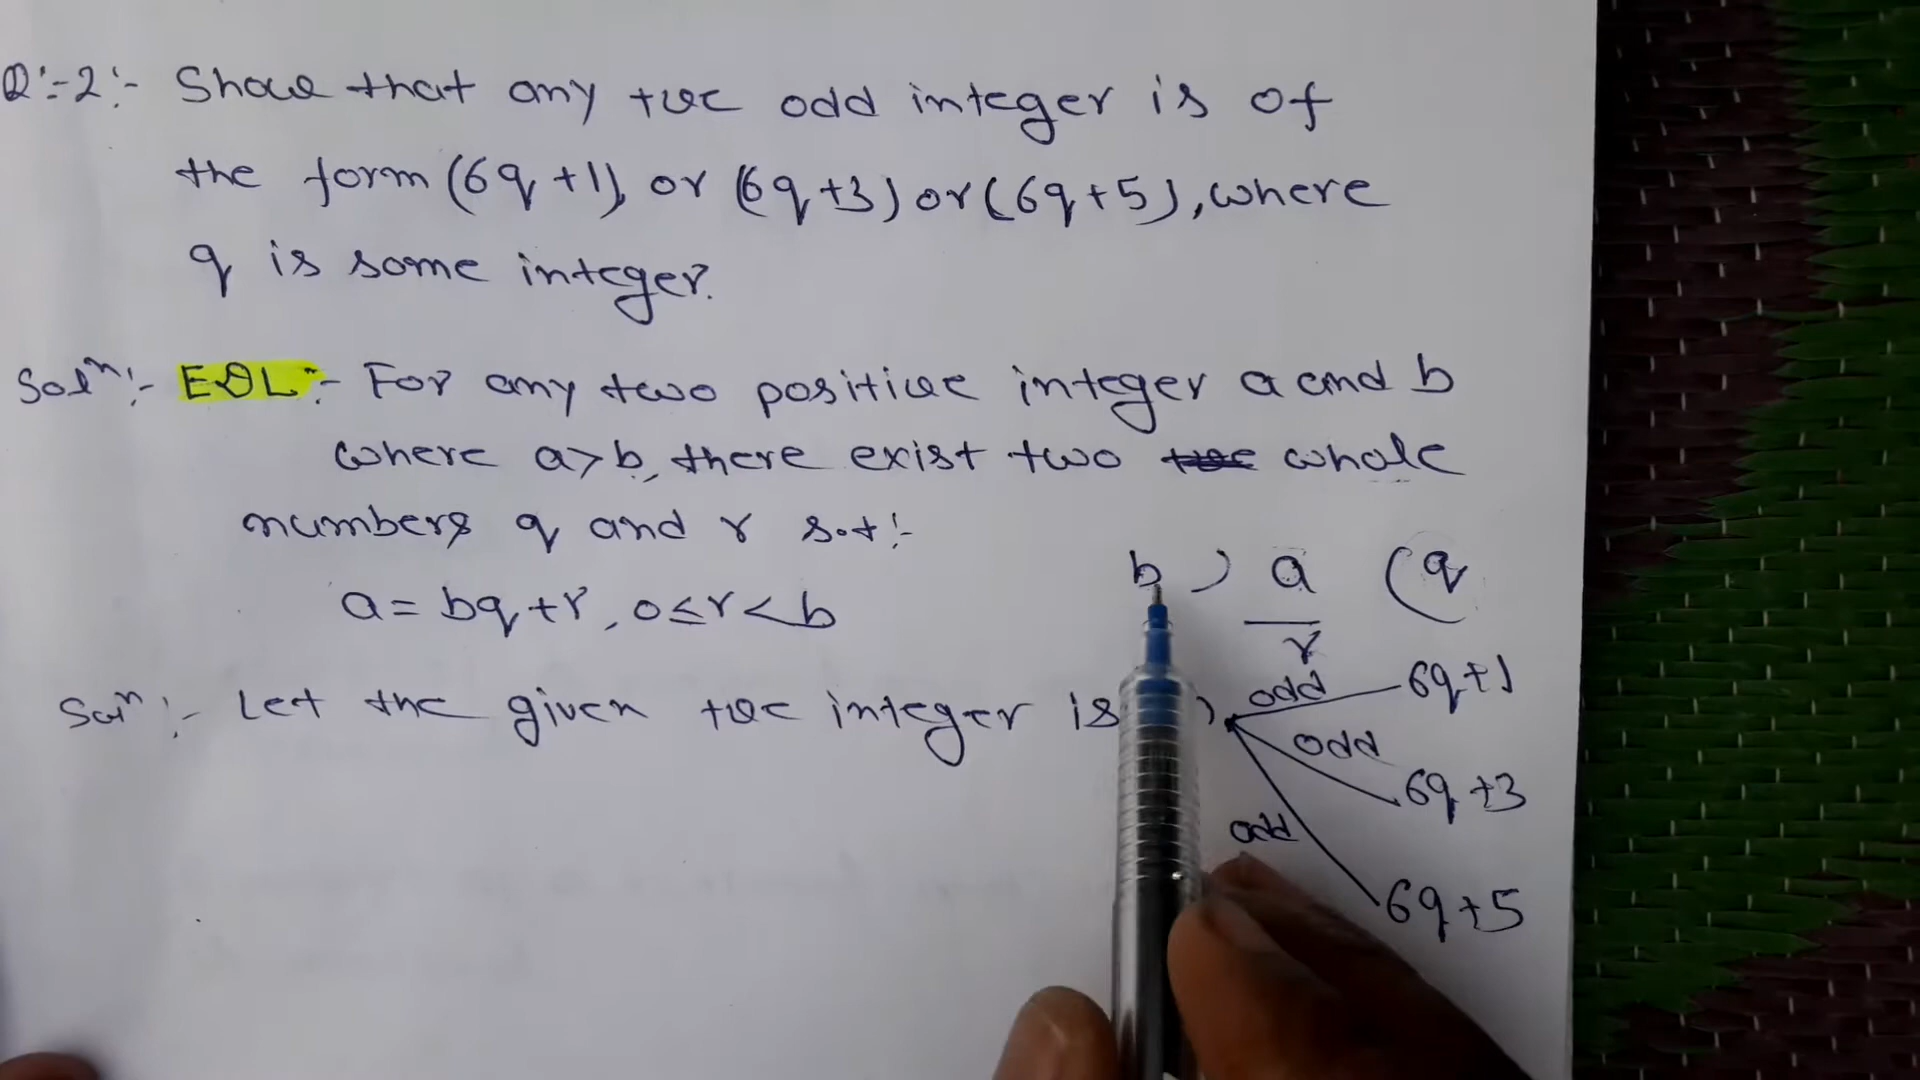 Q:-2:- Show that any +ve odd integer is of
the form (6q+1), or (6q+3) or (6q+5), where
q is some integer.
Solⁿ:- EDL:- For any two positive integer a and b
where a>b, there exist two whole
numbers q and r s.t:-
a = bq+r, 0≤r<b
b ) a ( q
r
Solⁿ:- Let the given +ve integer is
odd 6q+1
odd 6q+3
odd 6q+5